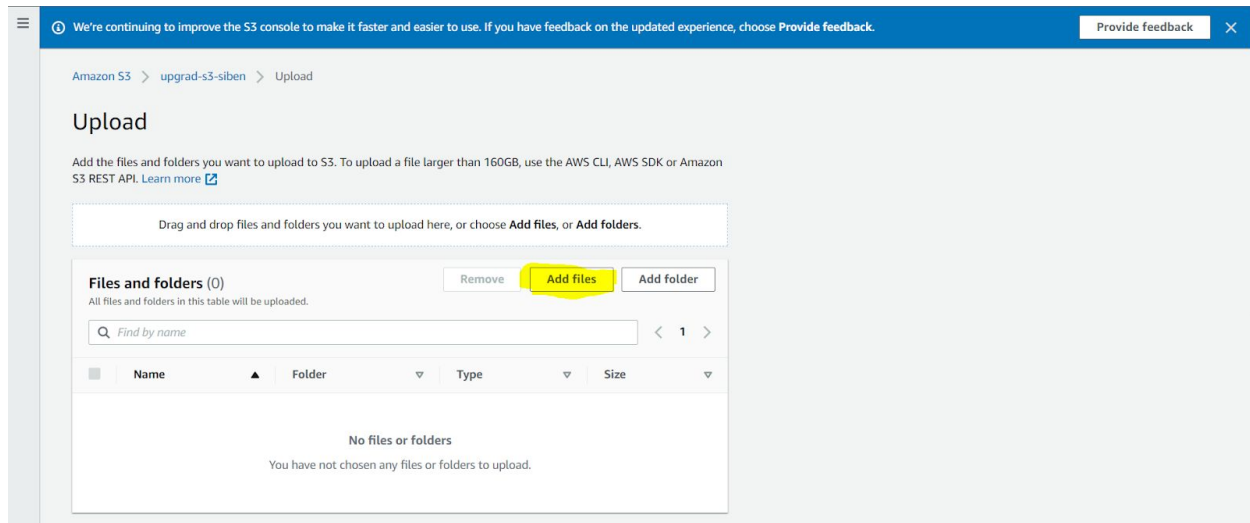 We're continuing to improve the S3 console to make it faster and easier to use. If you have feedback on the updated experience, choose Provide feedback.
Provide feedback
Amazon S3 > upgrad-s3-siben > Upload
Upload
Add the files and folders you want to upload to S3. To upload a file larger than 160GB, use the AWS CLI, AWS SDK or Amazon
S3 REST API. Learn more
Drag and drop files and folders you want to upload here, or choose Add files, or Add folders.
Files and folders (0)
Remove
Add files
Add folder
All files and folders in this table will be uploaded.
Find by name
< 1 >
Name Folder Type Size
No files or folders
You have not chosen any files or folders to upload.